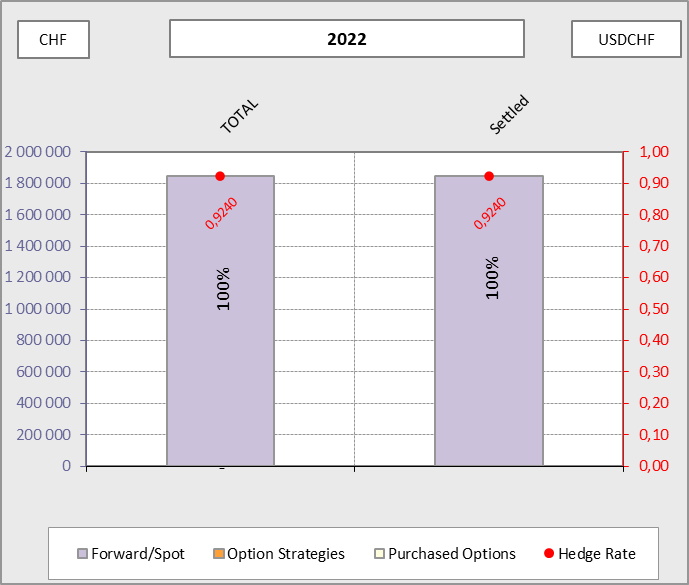 CHF
2022
USDCHF
TOTAL
Settled
2 000 000
1 800 000
1 600 000
1 400 000
1 200 000
1 000 000
800 000
600 000
400 000
200 000
0
0,9240
100%
0,9240
100%
1,00
0,90
0,80
0,70
0,60
0,50
0,40
0,30
0,20
0,10
0,00
Forward/Spot
Option Strategies
Purchased Options
Hedge Rate